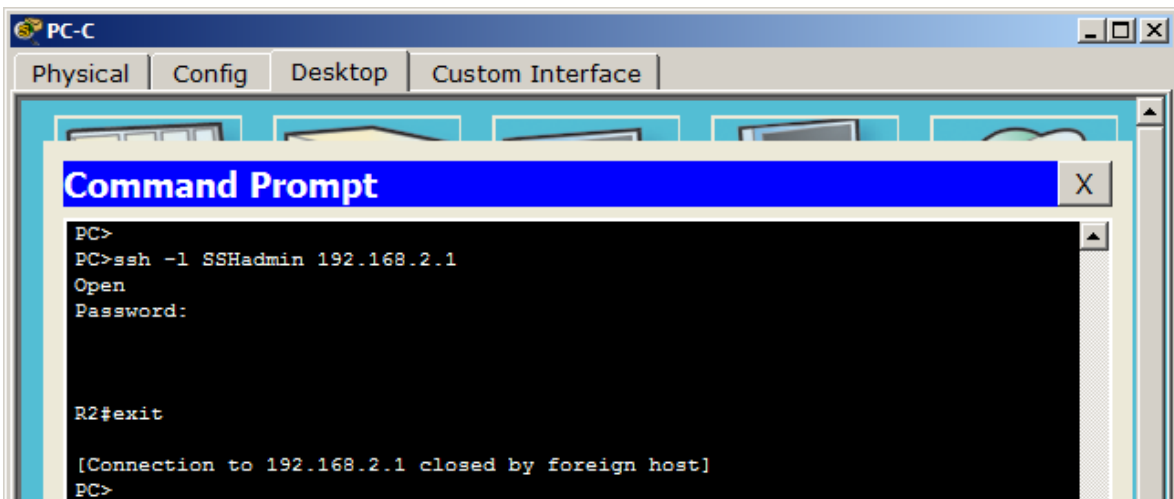 PC-C
Physical Config Desktop Custom Interface
Command Prompt
X
PC>
PC>ssh -l SSHadmin 192.168.2.1
Open
Password:
R2#exit
[Connection to 192.168.2.1 closed by foreign host]
PC>